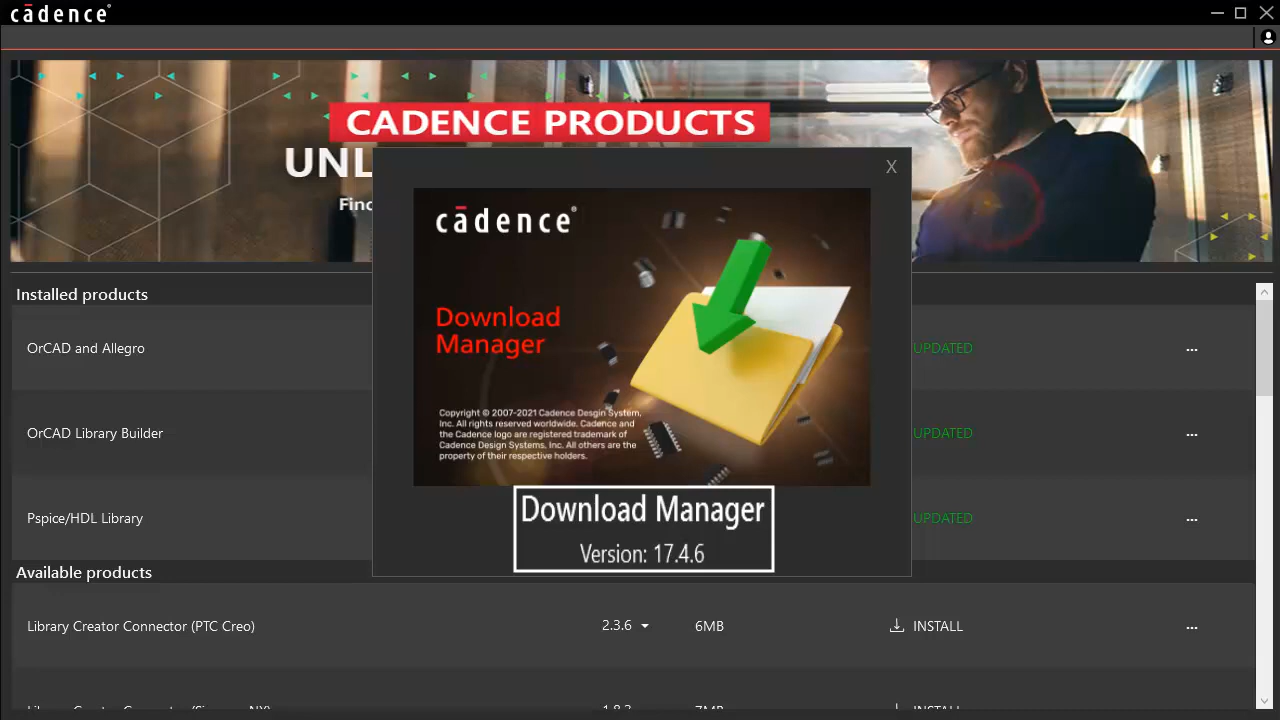 cādence®
CADENCE PRODUCTS
UNL
Find
X
cādence®
Download
Manager
Copyright © 2007-2021 Cadence Desgin System,
Inc. All rights reserved worldwide. Cadence and
the Cadence logo are registered trademark of
Cadence Design Systems, Inc. All others are the
property of their respective holders.
Download Manager
Version: 17.4.6
Installed products
OrCAD and Allegro UPDATED ...
OrCAD Library Builder UPDATED ...
Pspice/HDL Library UPDATED ...
Available products
Library Creator Connector (PTC Creo) 2.3.6 6MB INSTALL ...